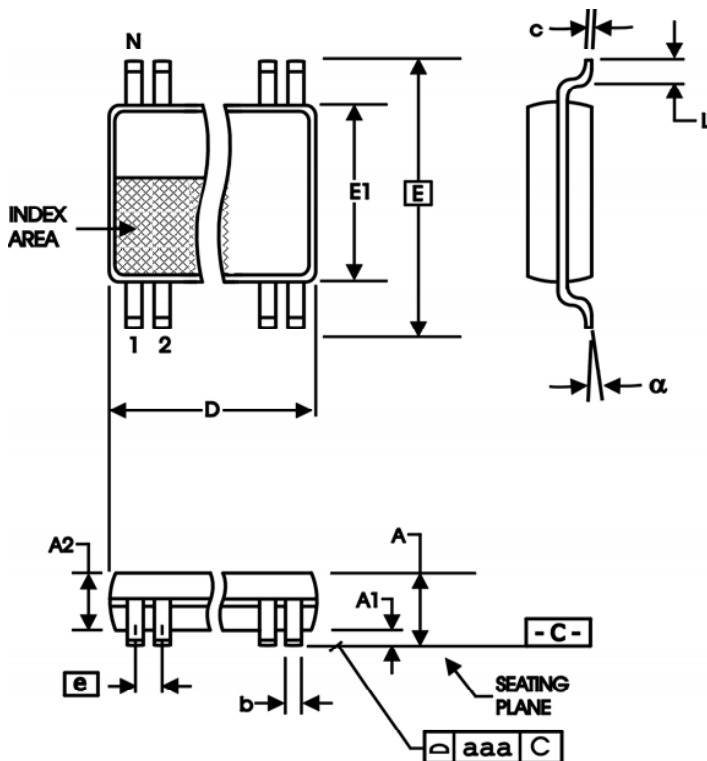 N
c
L
E1
E
INDEX
AREA
1 2
α
D
A2
A
A1
- C -
e
b
SEATING
PLANE
aaa C